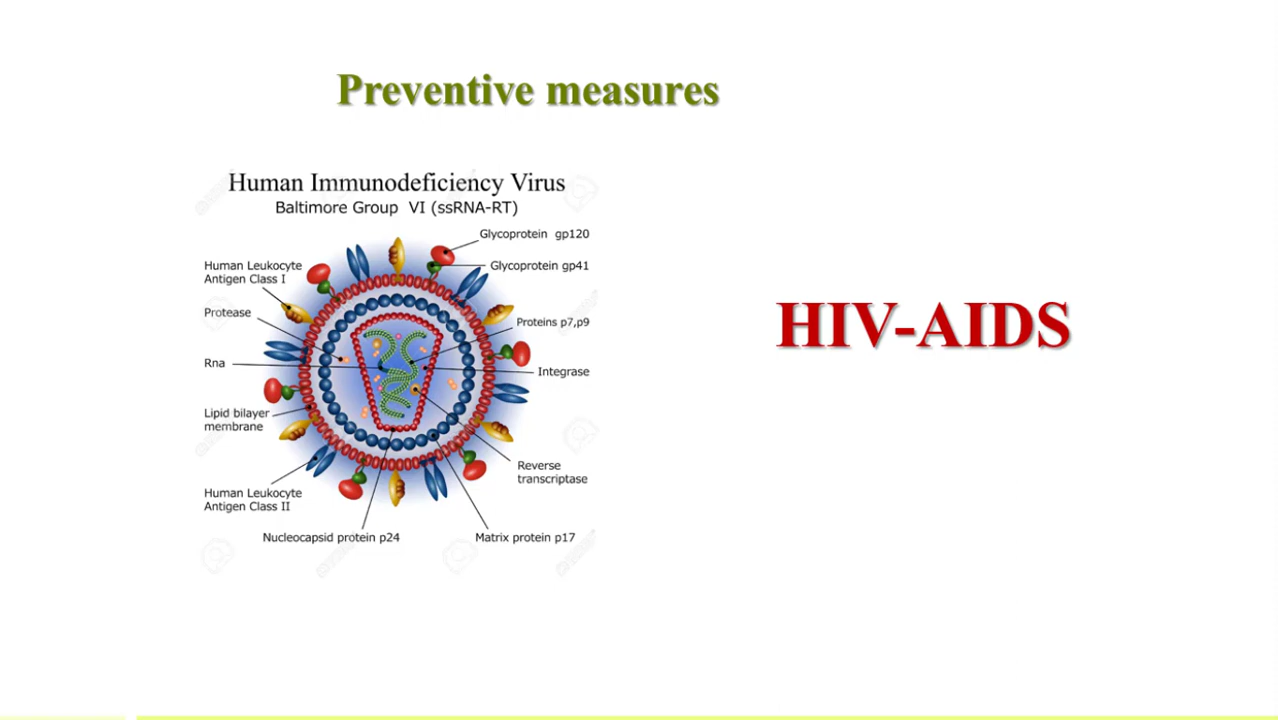 Preventive measures
Human Immunodeficiency Virus
Baltimore Group VI (ssRNA-RT)
Glycoprotein gp120
Human Leukocyte
Antigen Class I
Glycoprotein gp41
Protease
Proteins p7,p9
HIV-AIDS
Rna
Integrase
Lipid bilayer
membrane
Reverse
transcriptase
Human Leukocyte
Antigen Class II
Nucleocapsid protein p24
Matrix protein p17